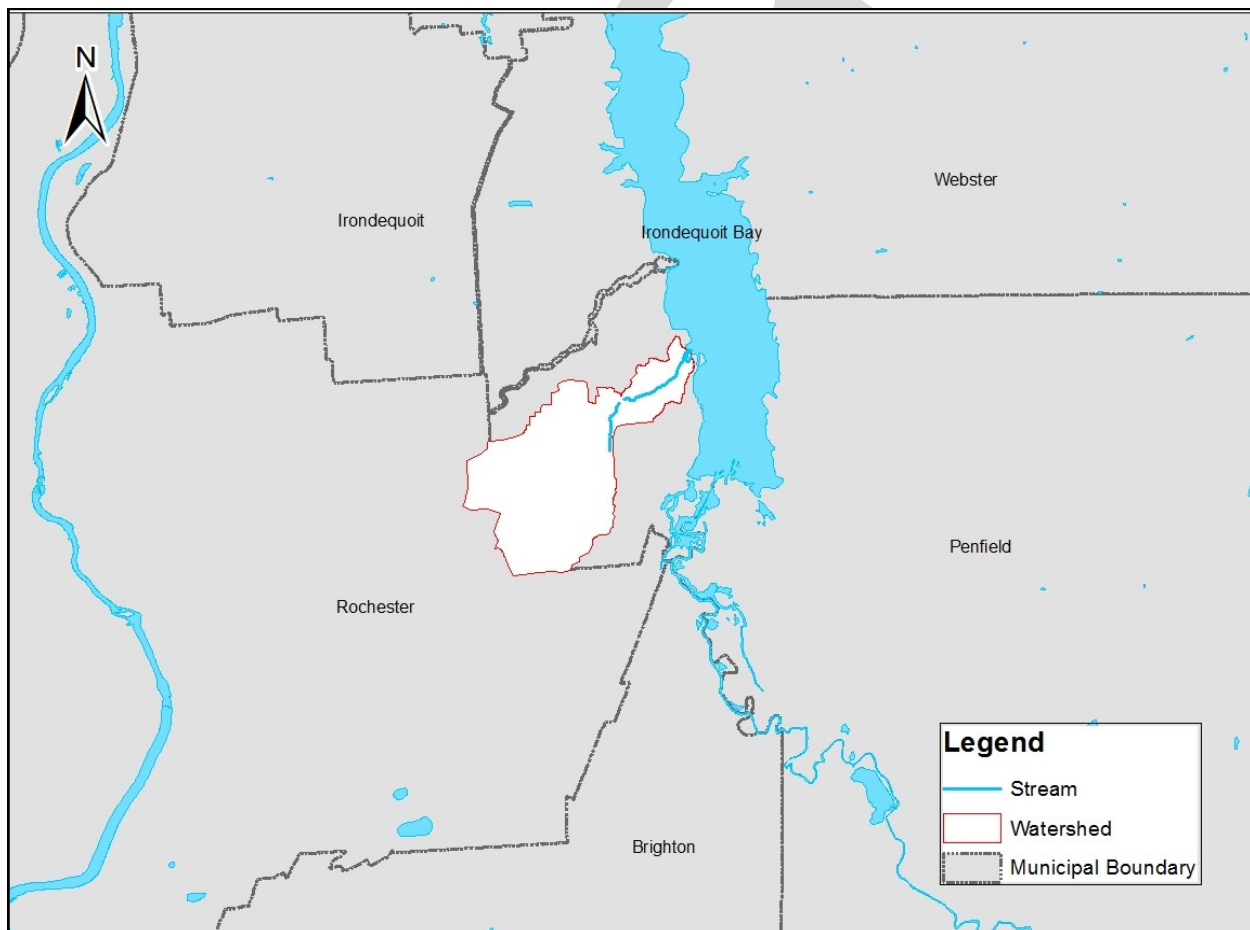 N
Webster
Irondequoit
Irondequoit Bay
Penfield
Rochester
Legend
Stream
Watershed
Municipal Boundary
Brighton